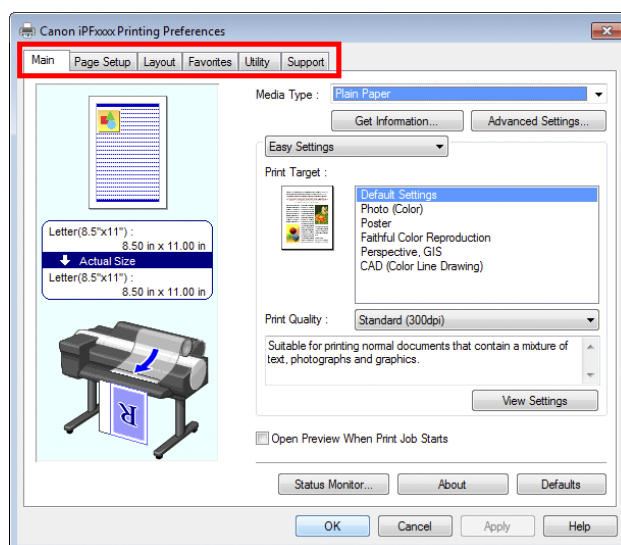 Canon iPFxxxx Printing Preferences
Main Page Setup Layout Favorites Utility Support
Media Type : Plain Paper
Get Information... Advanced Settings...
Easy Settings
Print Target :
Default Settings
Photo (Color)
Poster
Faithful Color Reproduction
Perspective, GIS
CAD (Color Line Drawing)
Letter(8.5"x11") :
8.50 in x 11.00 in
Actual Size
Letter(8.5"x11") :
8.50 in x 11.00 in
Print Quality : Standard (300dpi)
Suitable for printing normal documents that contain a mixture of
text, photographs and graphics.
R
View Settings
Open Preview When Print Job Starts
Status Monitor... About Defaults
OK Cancel Apply Help